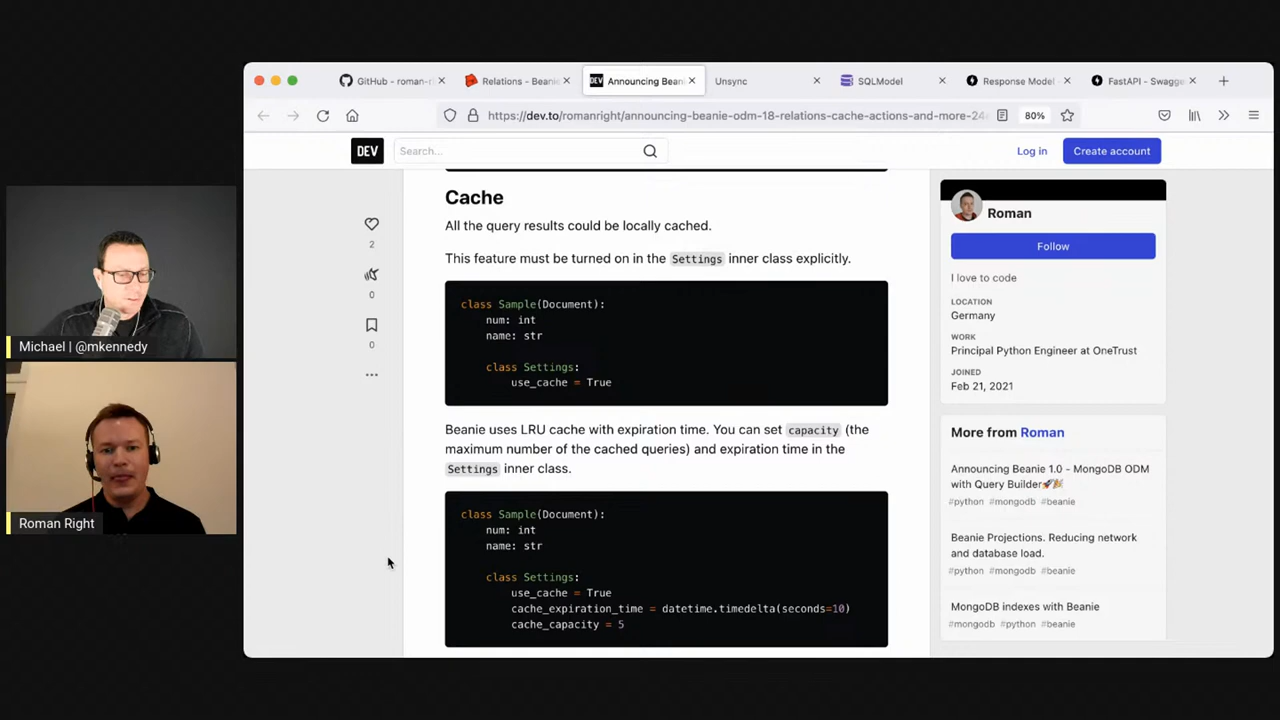 GitHub - roman-r
Relations - Beanie
Announcing Bean
Unsync
SQLModel
Response Model -
FastAPI - Swagge
https://dev.to/romanright/announcing-beanie-odm-18-relations-cache-actions-and-more-24
80%
DEV
Search...
Log in
Create account
Cache
All the query results could be locally cached.
This feature must be turned on in the Settings inner class explicitly.
class Sample(Document):
num: int
name: str
class Settings:
use_cache = True
Beanie uses LRU cache with expiration time. You can set capacity (the
maximum number of the cached queries) and expiration time in the
Settings inner class.
class Sample(Document):
num: int
name: str
class Settings:
use_cache = True
cache_expiration_time = datetime.timedelta(seconds=10)
cache_capacity = 5
2
0
0
Roman
Follow
I love to code
LOCATION
Germany
WORK
Principal Python Engineer at OneTrust
JOINED
Feb 21, 2021
More from Roman
Announcing Beanie 1.0 - MongoDB ODM
with Query Builder🚀🎉
#python #mongodb #beanie
Beanie Projections. Reducing network
and database load.
#python #mongodb #beanie
MongoDB indexes with Beanie
#mongodb #python #beanie
Michael | @mkennedy
Roman Right